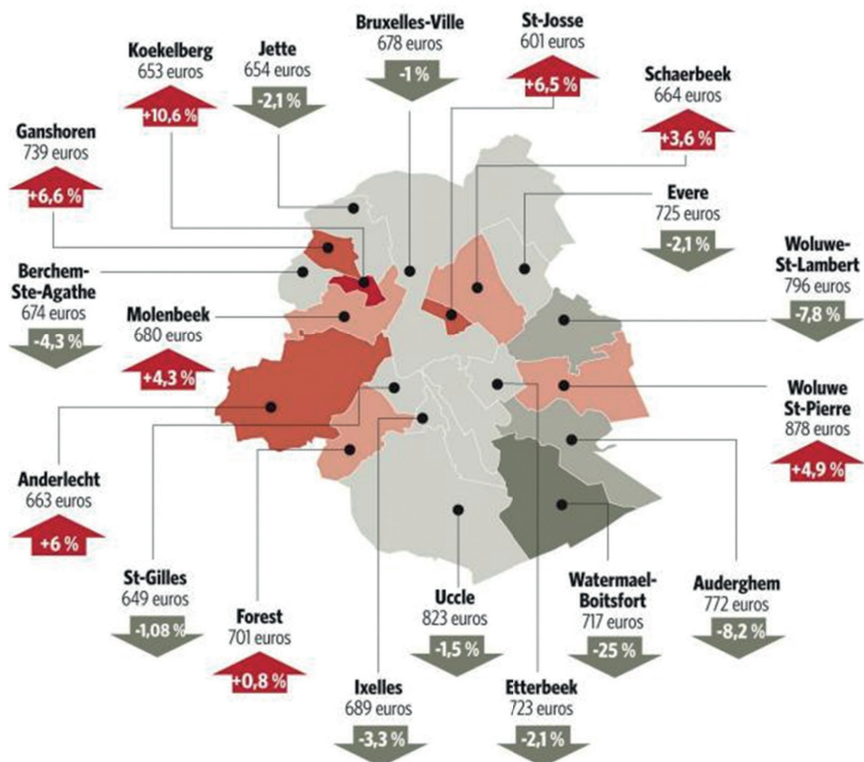 Bruxelles-Ville
678 euros
-1 %
St-Josse
601 euros
+6,5 %
Koekelberg
653 euros
+10,6 %
Jette
654 euros
-2,1 %
Schaerbeek
664 euros
+3,6 %
Ganshoren
739 euros
+6,6 %
Evere
725 euros
-2,1 %
Woluwe-
St-Lambert
796 euros
-7,8 %
Berchem-
Ste-Agathe
674 euros
-4,3 %
Molenbeek
680 euros
+4,3 %
Woluwe
St-Pierre
878 euros
+4,9 %
Anderlecht
663 euros
+6 %
St-Gilles
649 euros
-1,08 %
Forest
701 euros
+0,8 %
Uccle
823 euros
-1,5 %
Watermael-
Boitsfort
717 euros
-25 %
Auderghem
772 euros
-8,2 %
Ixelles
689 euros
-3,3 %
Etterbeek
723 euros
-2,1 %